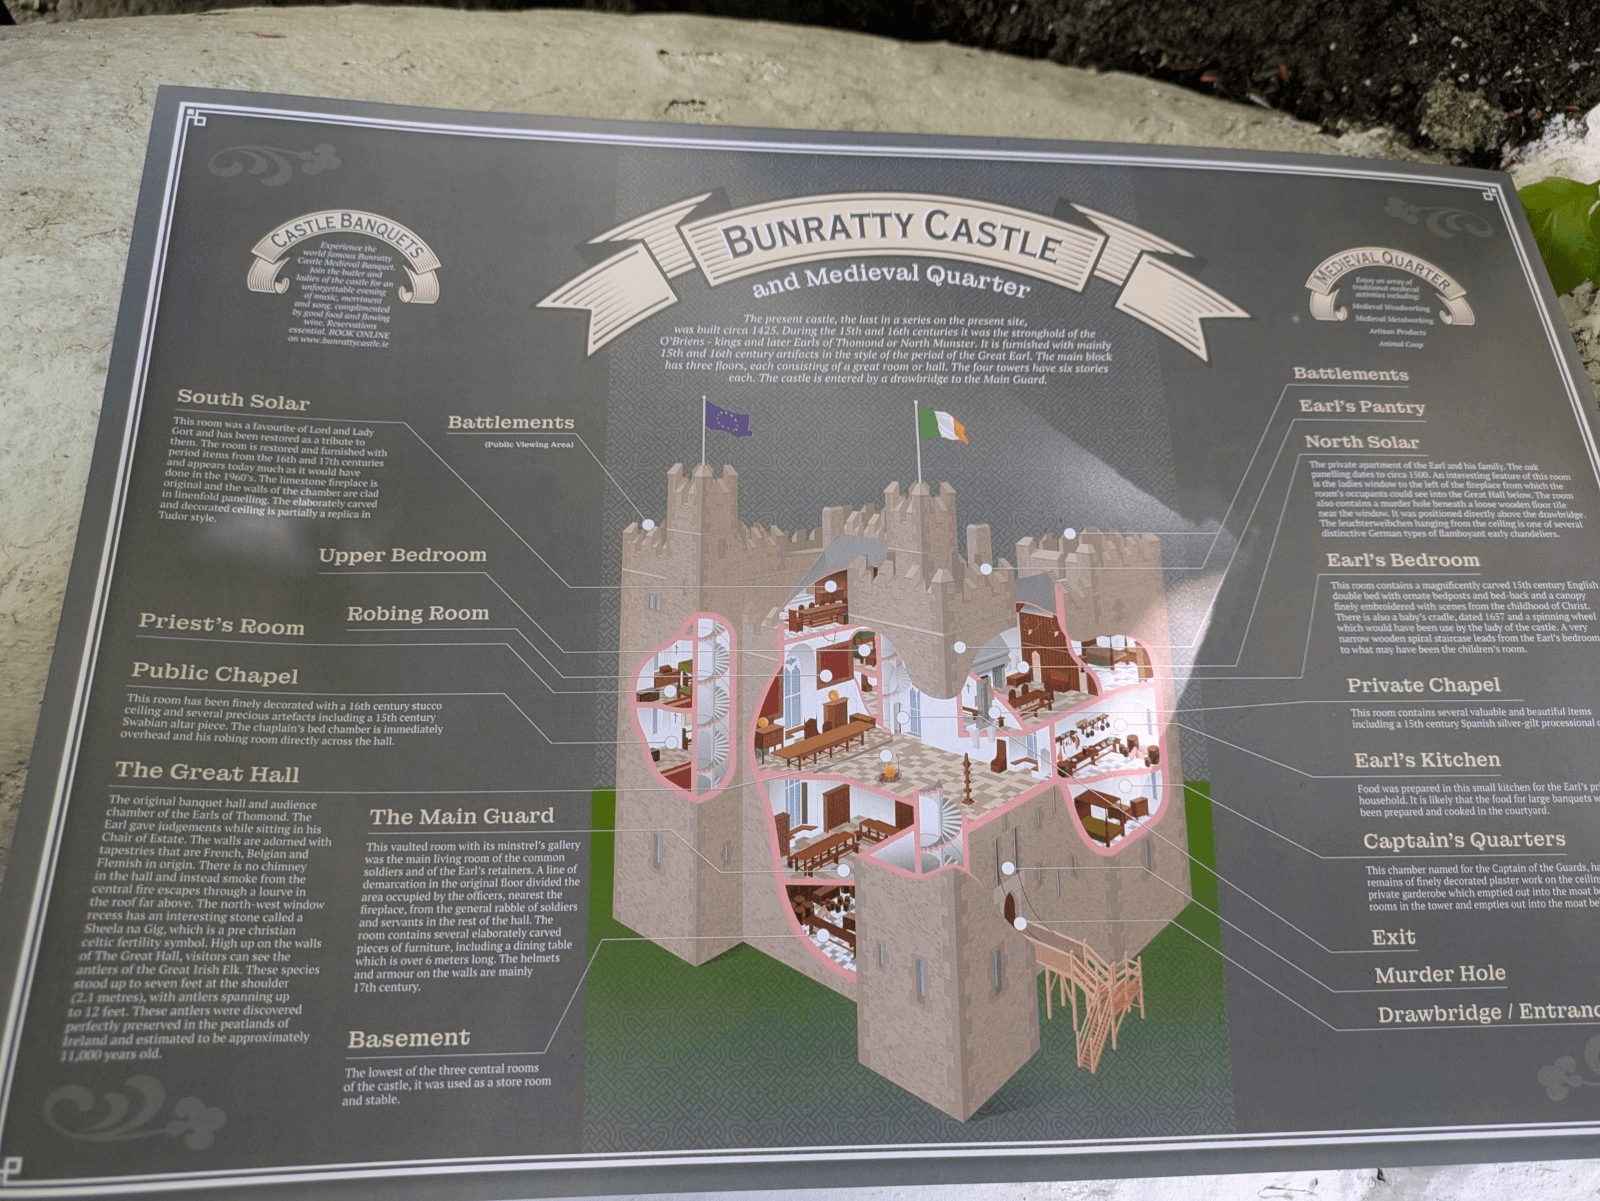 BUNRATTY CASTLE
and Medieval Quarter
The present castle, the last in a series on the present site,
was built circa 1425. During the 15th and 16th centuries it was the stronghold of the
O'Briens - kings and later Earls of Thomond or North Munster. It is furnished with mainly
15th and 16th century artifacts in the style of the period of the Great Earl. The main block
has three floors, each consisting of a great room or hall. The four towers have six stories
each. The castle is entered by a drawbridge to the Main Guard.
CASTLE BANQUETS
Experience the
world famous Bunratty
Castle Medieval Banquet.
Join the butler and
ladies of the castle for an
unforgettable evening
of music, merriment
and song, complimented
by good food and flowing
wine. Reservations
essential. BOOK ONLINE
on www.bunrattycastle.ie
MEDIEVAL QUARTER
Enjoy an array of
traditional medieval
activities including:
Medieval Woodworking
Medieval Metalworking
Artisan Products
Animal Coop
South Solar
This room was a favourite of Lord and Lady
Gort and has been restored as a tribute to
them. The room is restored and furnished with
period items from the 16th and 17th centuries
and appears today much as it would have
done in the 1960's. The limestone fireplace is
original and the walls of the chamber are clad
in linenfold panelling. The elaborately carved
and decorated ceiling is partially a replica in
Tudor style.
Battlements
(Public Viewing Area)
Upper Bedroom
Robing Room
Priest's Room
Public Chapel
This room has been finely decorated with a 16th century stucco
ceiling and several precious artefacts including a 15th century
Swabian altar piece. The chaplain's bed chamber is immediately
overhead and his robing room directly across the hall.
The Great Hall
The original banquet hall and audience
chamber of the Earls of Thomond. The
Earl gave judgements while sitting in his
Chair of Estate. The walls are adorned with
tapestries that are French, Belgian and
Flemish in origin. There is no chimney
in the hall and instead smoke from the
central fire escapes through a lourve in
the roof far above. The north-west window
recess has an interesting stone called a
Sheela na Gig, which is a pre christian
celtic fertility symbol. High up on the walls
of The Great Hall, visitors can see the
antlers of the Great Irish Elk. These species
stood up to seven feet at the shoulder
(2.1 metres), with antlers spanning up
to 12 feet. These antlers were discovered
perfectly preserved in the peatlands of
Ireland and estimated to be approximately
11,000 years old.
The Main Guard
This vaulted room with its minstrel's gallery
was the main living room of the common
soldiers and of the Earl's retainers. A line of
demarcation in the original floor divided the
area occupied by the officers, nearest the
fireplace, from the general rabble of soldiers
and servants in the rest of the hall. The
room contains several elaborately carved
pieces of furniture, including a dining table
which is over 6 meters long. The helmets
and armour on the walls are mainly
17th century.
Basement
The lowest of the three central rooms
of the castle, it was used as a store room
and stable.
Battlements
Earl's Pantry
North Solar
The private apartment of the Earl and his family. The oak
panelling dates to circa 1500. An interesting feature of this room
is the ladies window to the left of the fireplace from which the
room's occupants could see into the Great Hall below. The room
also contains a murder hole beneath a loose wooden floor tile
near the window. It was positioned directly above the drawbridge.
The leuchterweibchen hanging from the ceiling is one of several
distinctive German types of flamboyant early chandeliers.
Earl's Bedroom
This room contains a magnificently carved 15th century English
double bed with ornate bedposts and bed-back and a canopy
finely embroidered with scenes from the childhood of Christ.
There is also a baby's cradle, dated 1657 and a spinning wheel
which would have been use by the lady of the castle. A very
narrow wooden spiral staircase leads from the Earl's bedroom
to what may have been the children's room.
Private Chapel
This room contains several valuable and beautiful items
including a 15th century Spanish silver-gilt processional
Earl's Kitchen
Food was prepared in this small kitchen for the Earl's
household. It is likely that the food for large banquets
been prepared and cooked in the courtyard.
Captain's Quarters
This chamber named for the Captain of the Guards,
remains of finely decorated plaster work on the
private garderobe which emptied out into the moat
rooms in the tower and empties out into the moat
Exit
Murder Hole
Drawbridge /